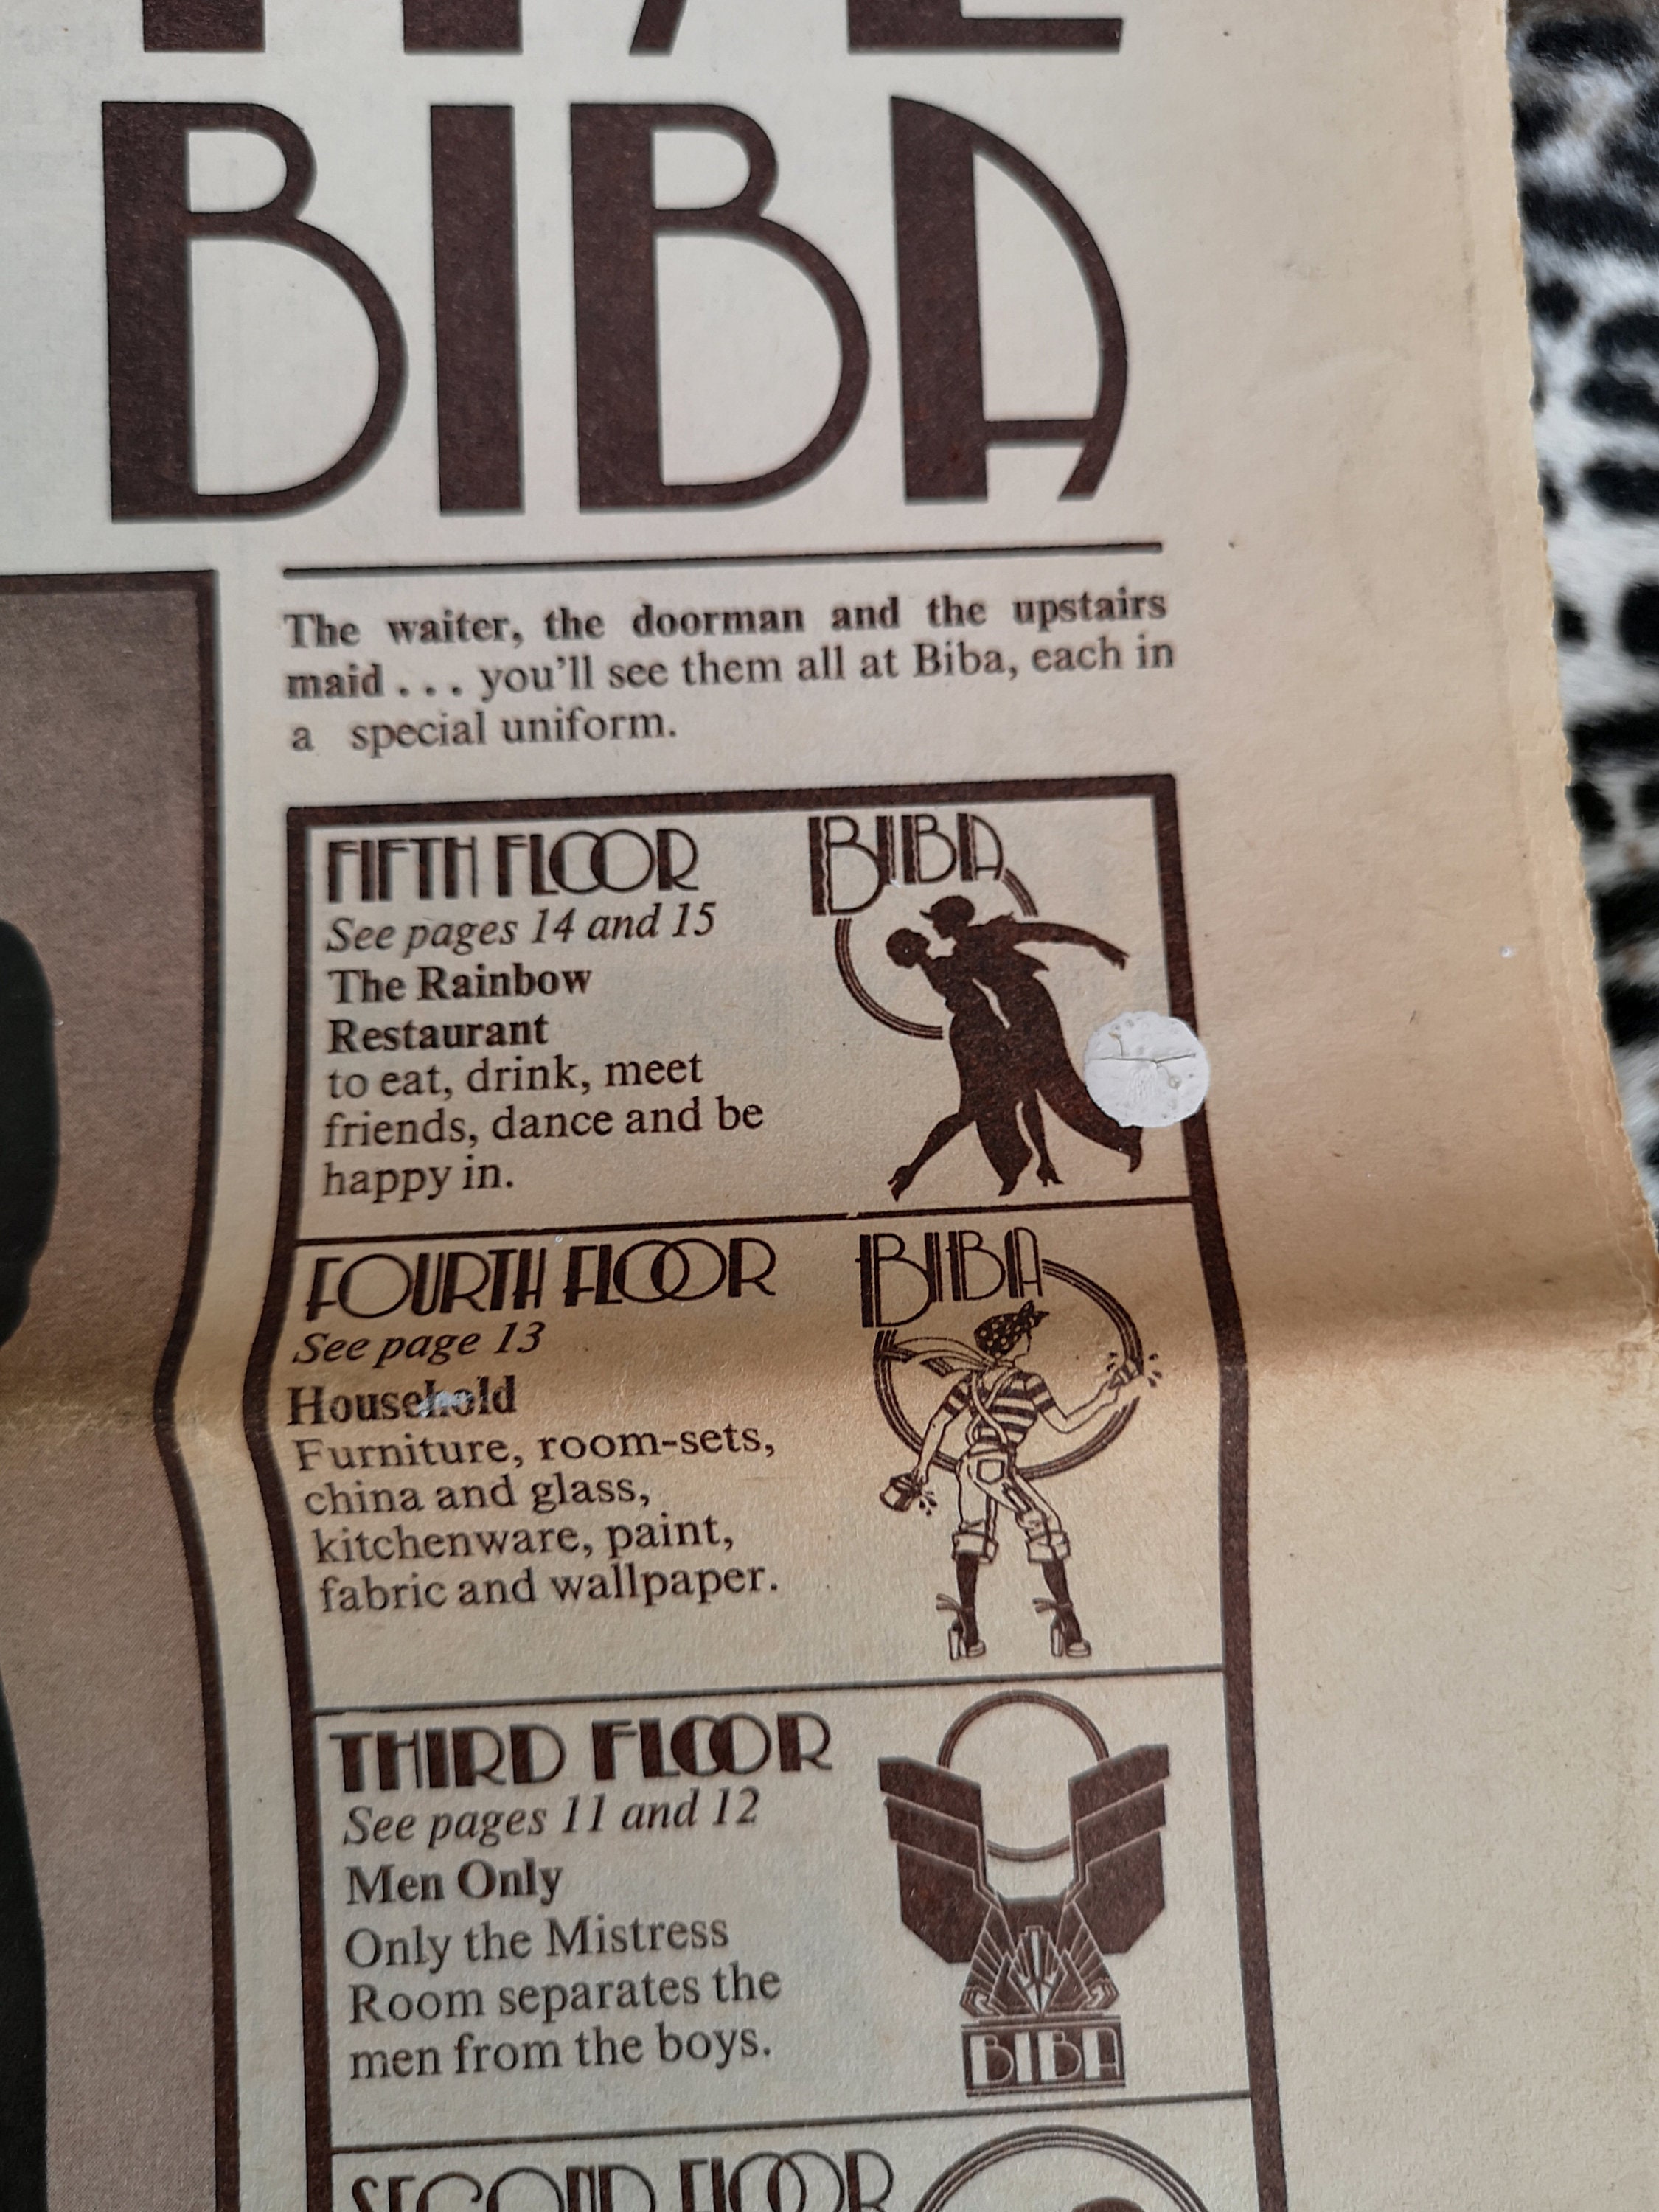 BIBA
The waiter, the doorman and the upstairs
maid . . . you'll see them all at Biba, each in
a special uniform.
FIFTH FLOOR
See pages 14 and 15
The Rainbow
Restaurant
to eat, drink, meet
friends, dance and be
happy in.
BIBA
FOURTH FLOOR
See page 13
Household
Furniture, room-sets,
china and glass,
kitchenware, paint,
fabric and wallpaper.
BIBA
THIRD FLOOR
See pages 11 and 12
Men Only
Only the Mistress
Room separates the
men from the boys.
BIBA
SECOND FLOOR